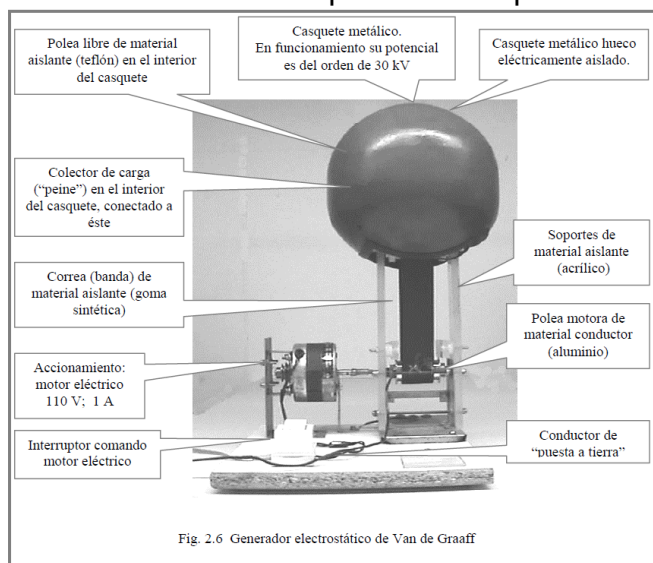 Polea libre de material
aislante (teflón) en el interior
del casquete
Casquete metálico.
En funcionamiento su potencial
es del orden de 30 kV
Casquete metálico hueco
eléctricamente aislado.
Colector de carga
(“peine”) en el interior
del casquete, conectado a
éste
Soportes de
material aislante
(acrílico)
Correa (banda) de
material aislante (goma
sintética)
Polea motora de
material conductor
(aluminio)
Accionamiento:
motor eléctrico
110 V; 1 A
Interruptor comando
motor eléctrico
Conductor de
“puesta a tierra”
Fig. 2.6 Generador electrostático de Van de Graaff